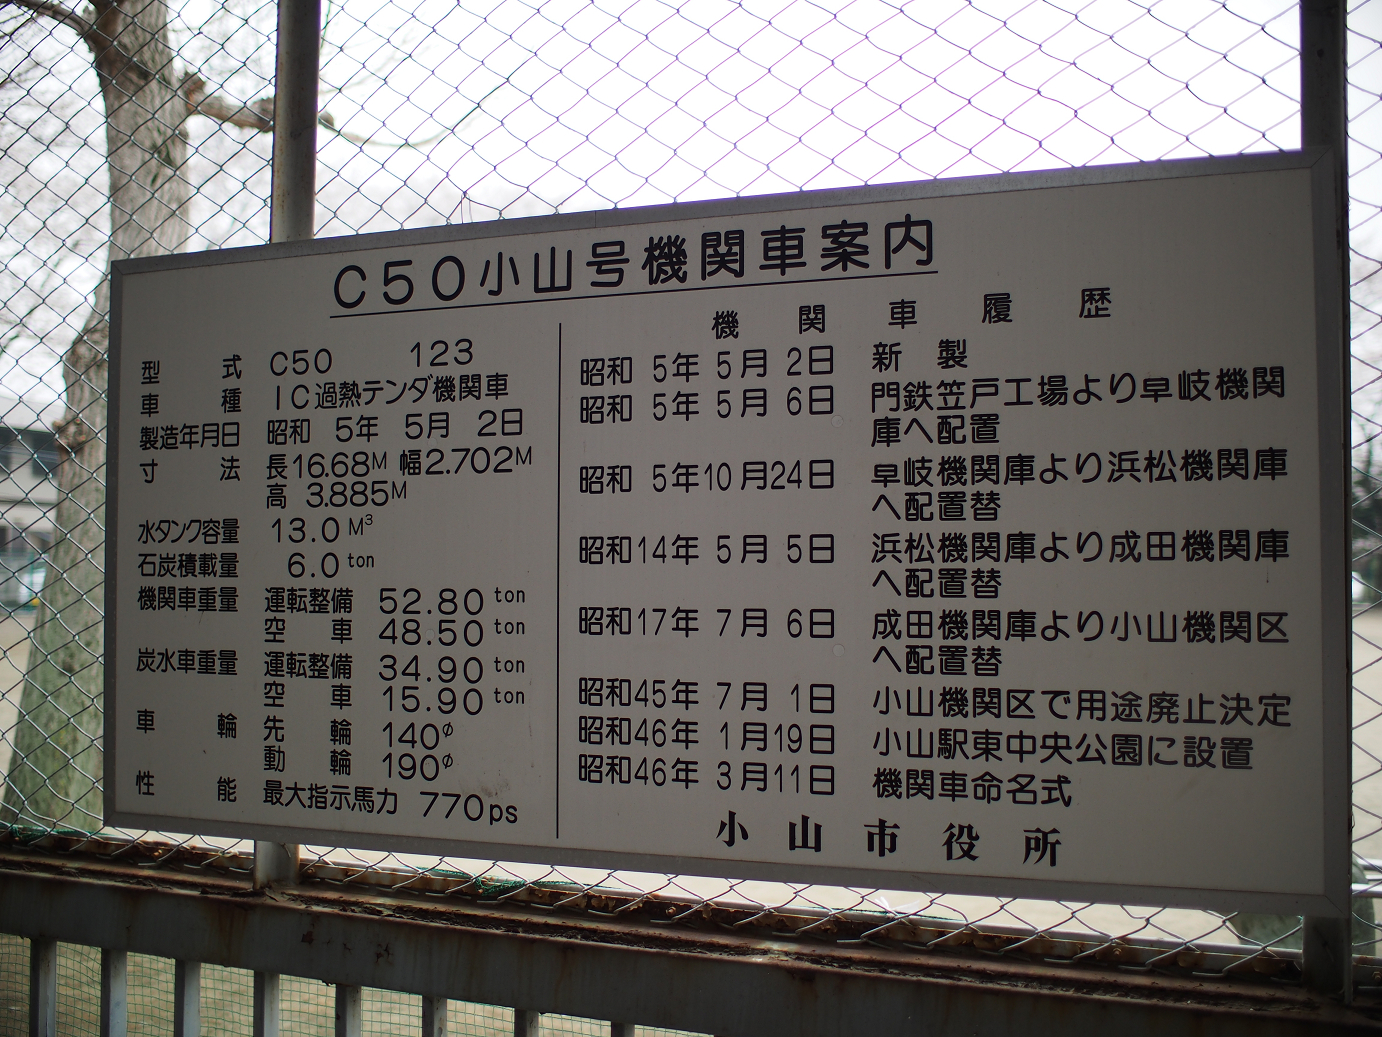 C50小山号機関車案内
型式 C50 123
車種 1C過熱テンダ機関車
製造年月日 昭和 5年 5月 2日
寸法 長16.68M 幅2.702M
高 3.885M
水タンク容量 13.0 M³
石炭積載量 6.0 ton
機関車重量 運転整備 52.80 ton
空車 48.50 ton
炭水車重量 運転整備 34.90 ton
空車 15.90 ton
車輪 先輪 140φ
動輪 190φ
性能 最大指示馬力 770ps
機関車履歴
昭和 5年 5月 2日 新製
昭和 5年 5月 6日 門鉄笠戸工場より早岐機関
庫へ配置
昭和 5年10月24日 早岐機関庫より浜松機関庫
へ配置替
昭和14年 5月 5日 浜松機関庫より成田機関庫
へ配置替
昭和17年 7月 6日 成田機関庫より小山機関区
へ配置替
昭和45年 7月 1日 小山機関区で用途廃止決定
昭和46年 1月19日 小山駅東中央公園に設置
昭和46年 3月11日 機関車命名式
小山市役所